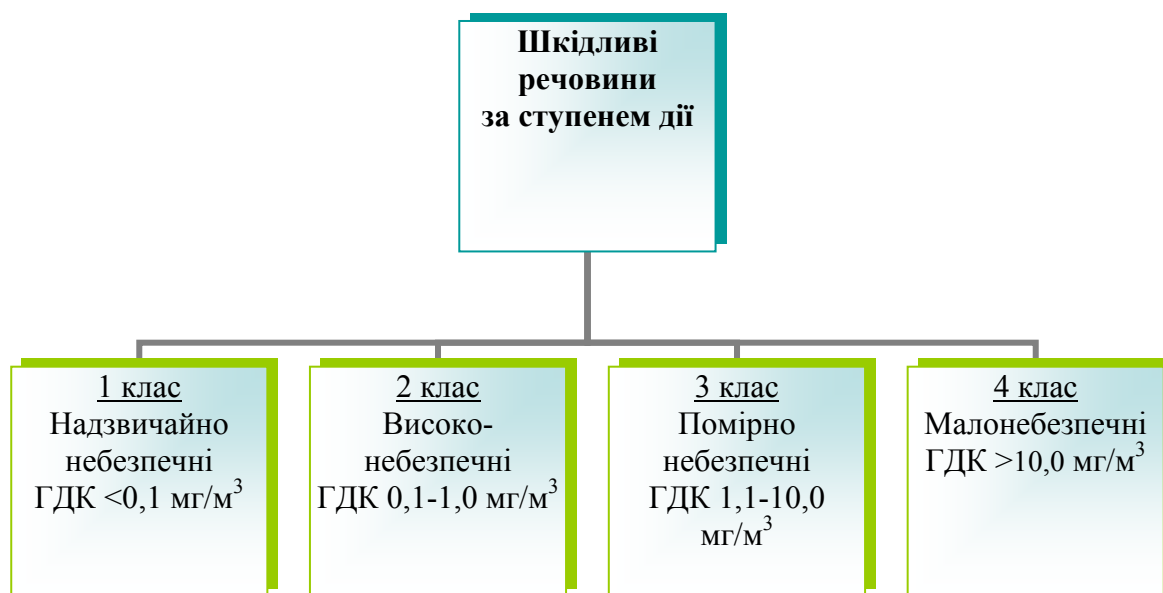 Шкідливі
речовини
за ступенем дії
1 клас
Надзвичайно
небезпечні
ГДК <0,1 мг/м³
2 клас
Високо-
небезпечні
ГДК 0,1-1,0 мг/м³
3 клас
Помірно
небезпечні
ГДК 1,1-10,0
мг/м³
4 клас
Малонебезпечні
ГДК >10,0 мг/м³